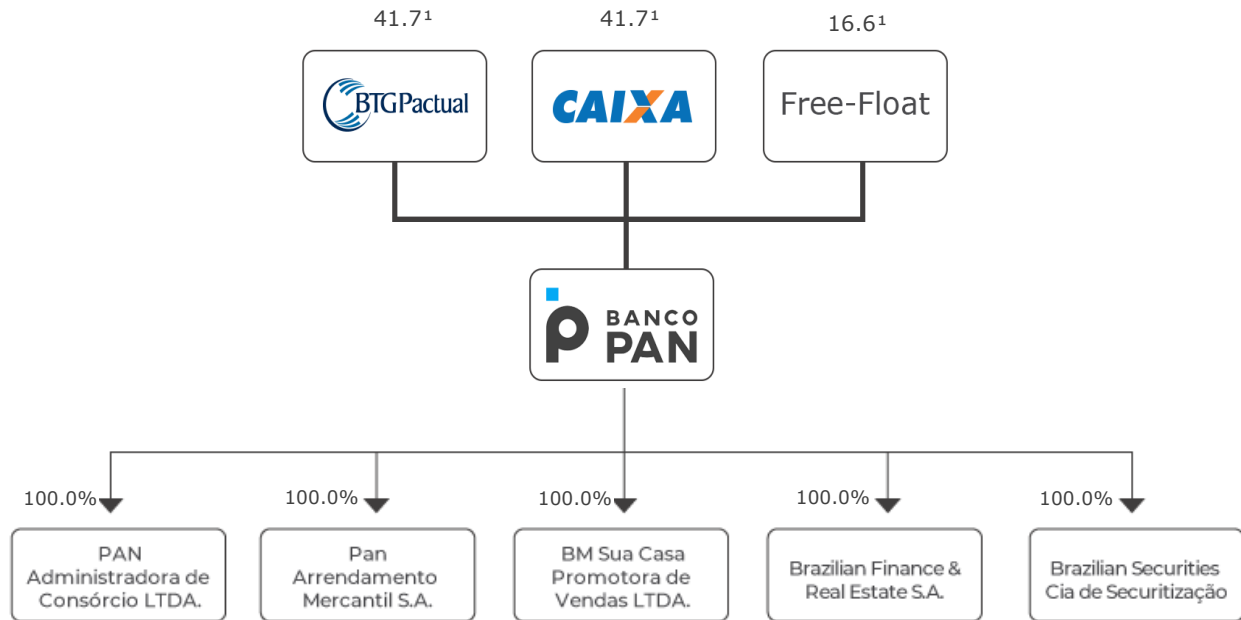 41.7¹
41.7¹
16.6¹
BTGPactual
CAIXA
Free-Float
BANCO
PAN
100.0%
100.0%
100.0%
100.0%
100.0%
PAN
Administradora de
Consórcio LTDA.
Pan
Arrendamento
Mercantil S.A.
BM Sua Casa
Promotora de
Vendas LTDA.
Brazilian Finance &
Real Estate S.A.
Brazilian Securities
Cia de Securitização